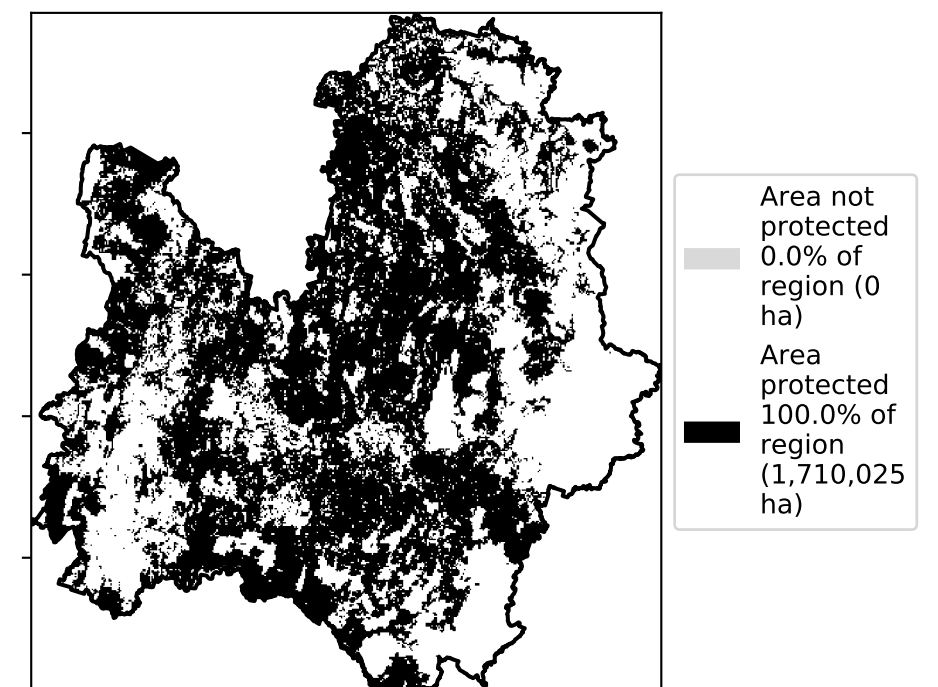 Area not
protected
0.0% of
region (0
ha)
Area
protected
100.0% of
region
(1,710,025
ha)